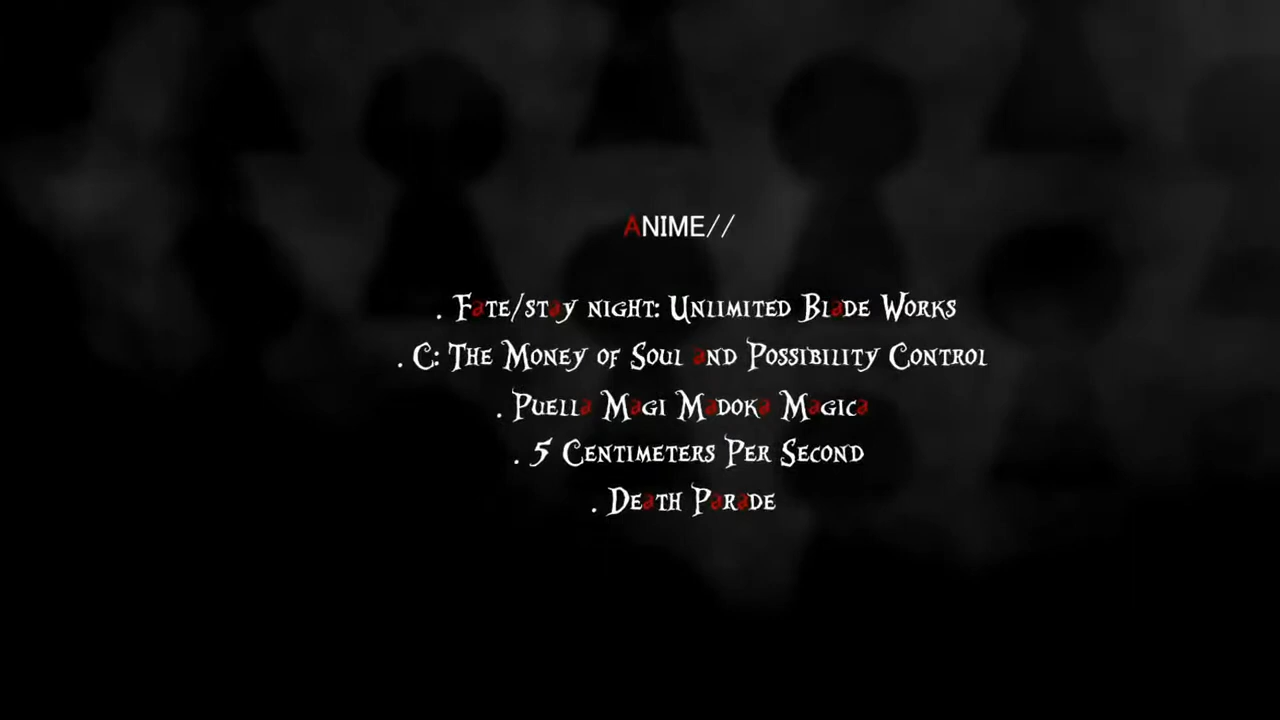 ANIME//
. Fate/stay night: Unlimited Blade Works
. C: The Money of Soul and Possibility Control
. Puella Magi Madoka Magica
. 5 Centimeters Per Second
. Death Parade